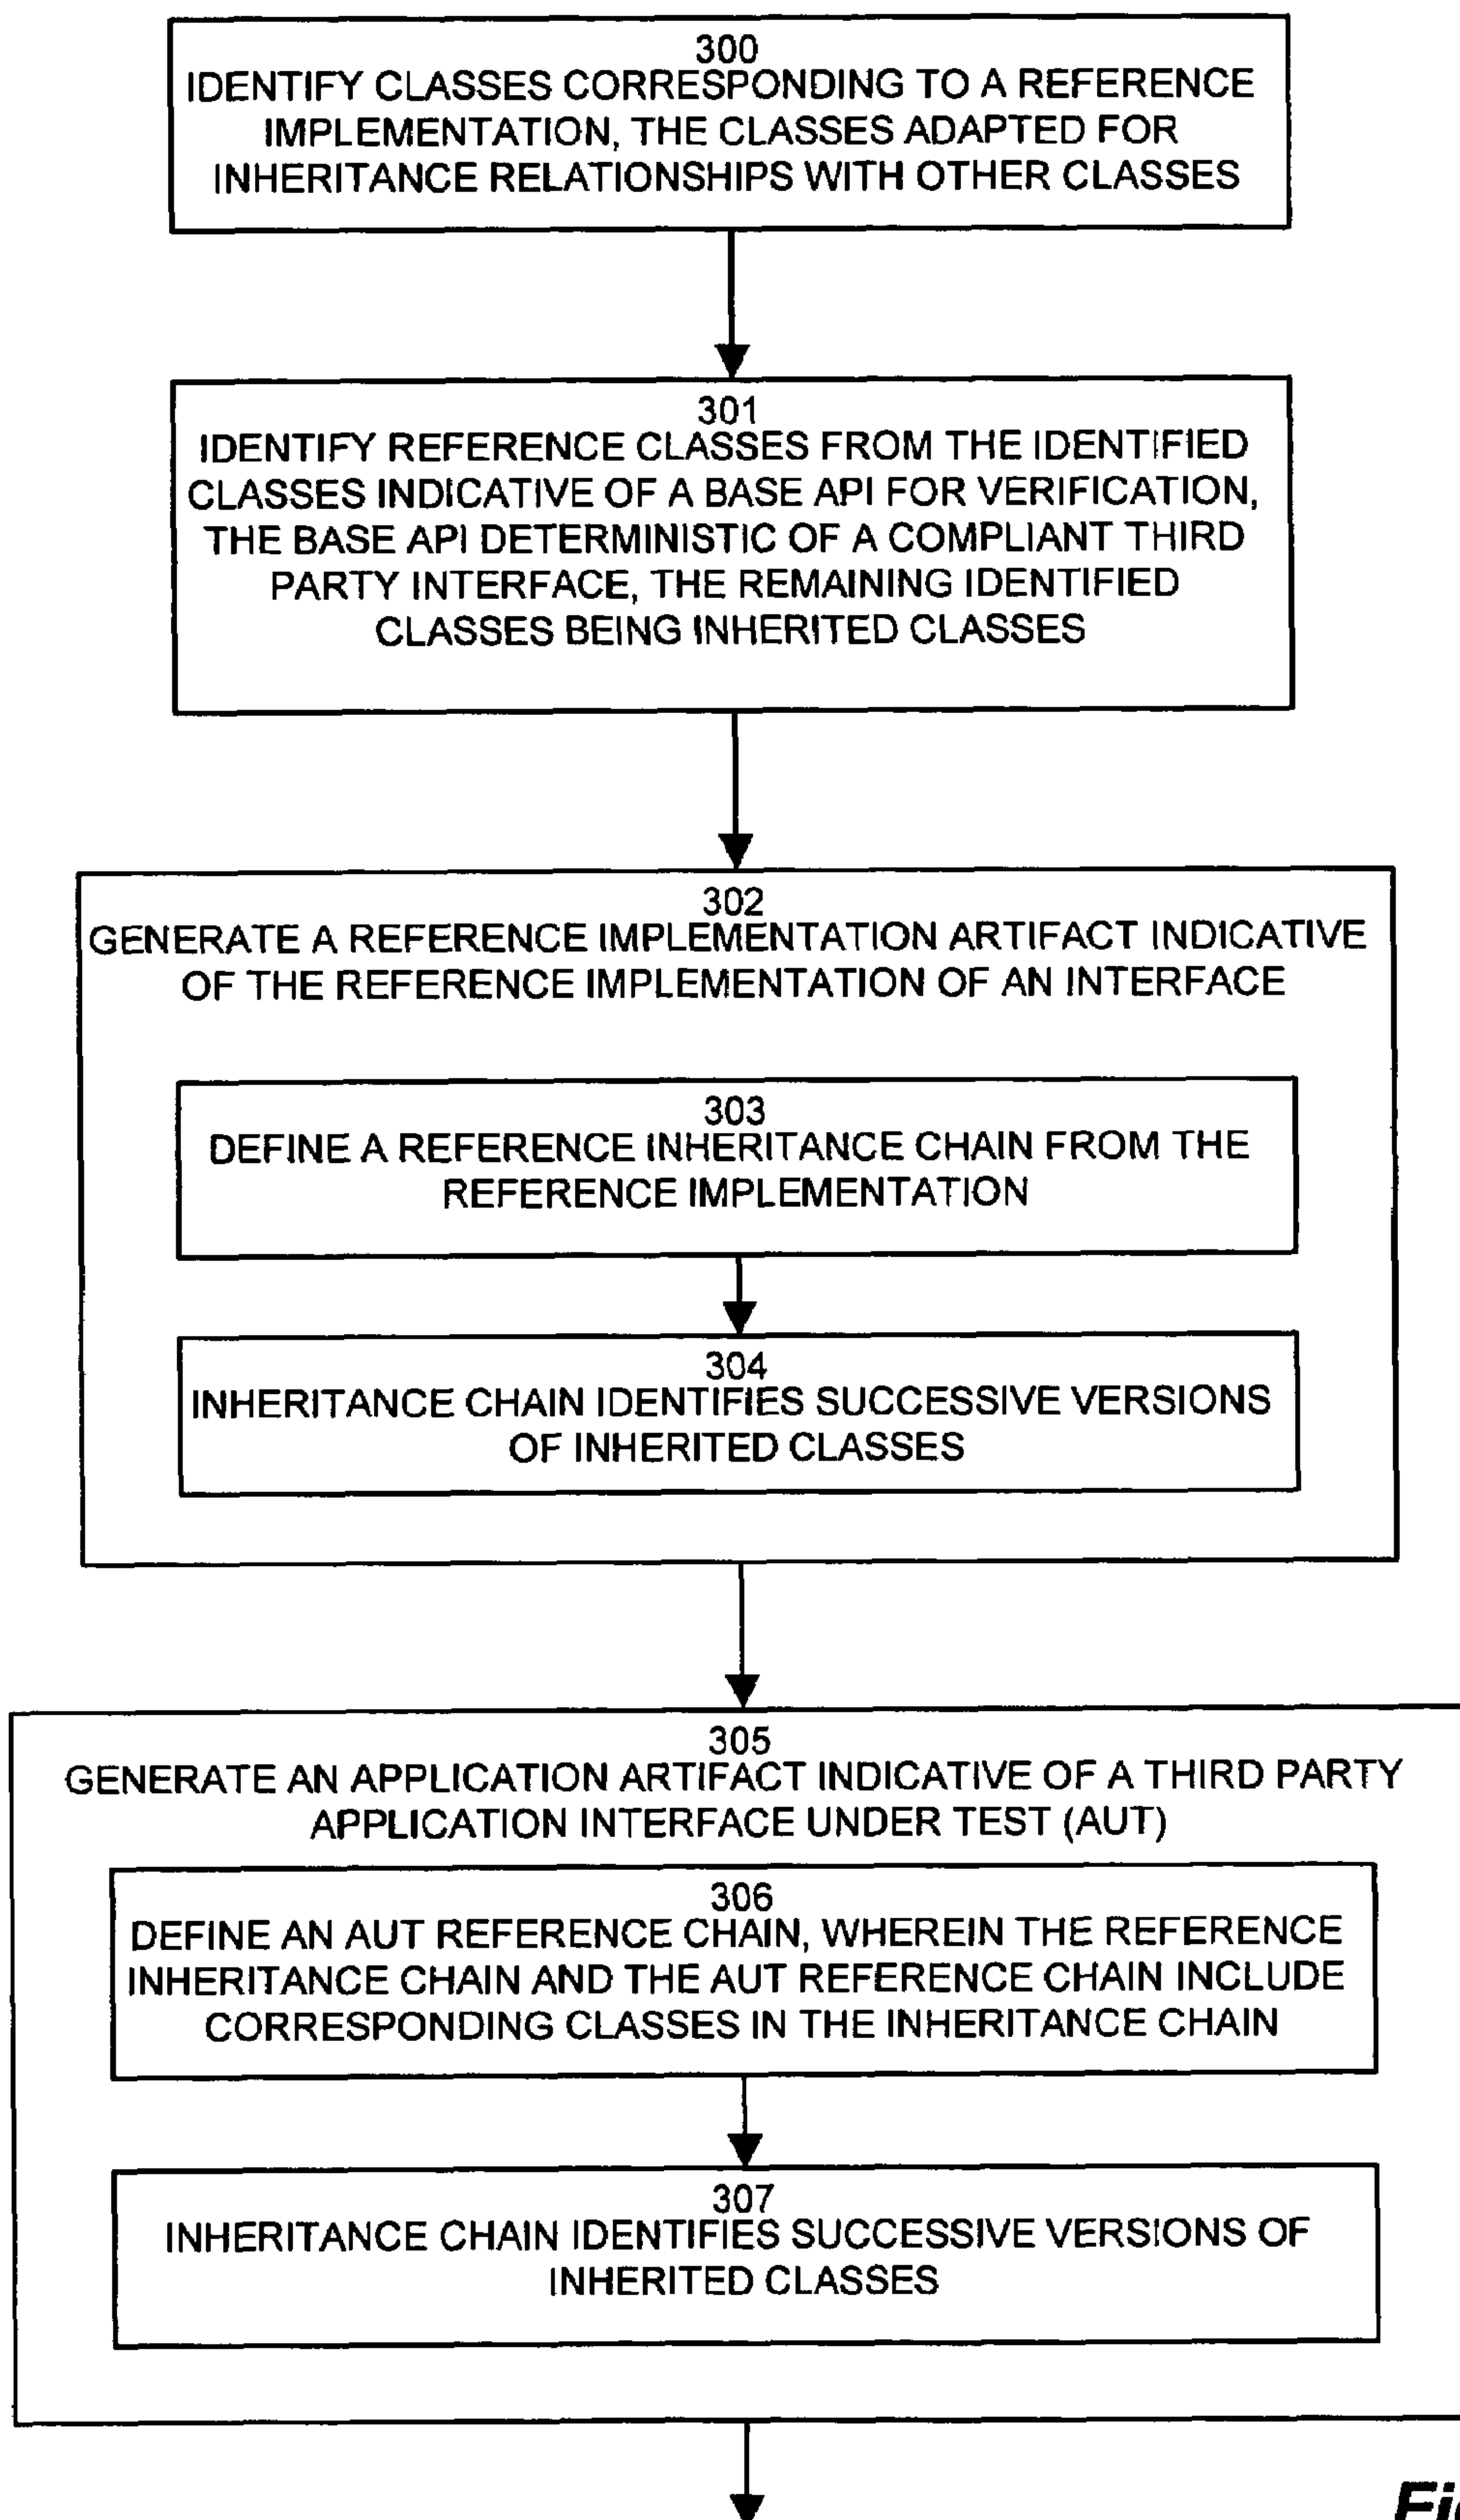 300
IDENTIFY CLASSES CORRESPONDING TO A REFERENCE
IMPLEMENTATION, THE CLASSES ADAPTED FOR
INHERITANCE RELATIONSHIPS WITH OTHER CLASSES
301
IDENTIFY REFERENCE CLASSES FROM THE IDENTIFIED
CLASSES INDICATIVE OF A BASE API FOR VERIFICATION,
THE BASE API DETERMINISTIC OF A COMPLIANT THIRD
PARTY INTERFACE, THE REMAINING IDENTIFIED
CLASSES BEING INHERITED CLASSES
302
GENERATE A REFERENCE IMPLEMENTATION ARTIFACT INDICATIVE
OF THE REFERENCE IMPLEMENTATION OF AN INTERFACE
303
DEFINE A REFERENCE INHERITANCE CHAIN FROM THE
REFERENCE IMPLEMENTATION
304
INHERITANCE CHAIN IDENTIFIES SUCCESSIVE VERSIONS
OF INHERITED CLASSES
305
GENERATE AN APPLICATION ARTIFACT INDICATIVE OF A THIRD PARTY
APPLICATION INTERFACE UNDER TEST (AUT)
306
DEFINE AN AUT REFERENCE CHAIN, WHEREIN THE REFERENCE
INHERITANCE CHAIN AND THE AUT REFERENCE CHAIN INCLUDE
CORRESPONDING CLASSES IN THE INHERITANCE CHAIN
307
INHERITANCE CHAIN IDENTIFIES SUCCESSIVE VERSIONS OF
INHERITED CLASSES